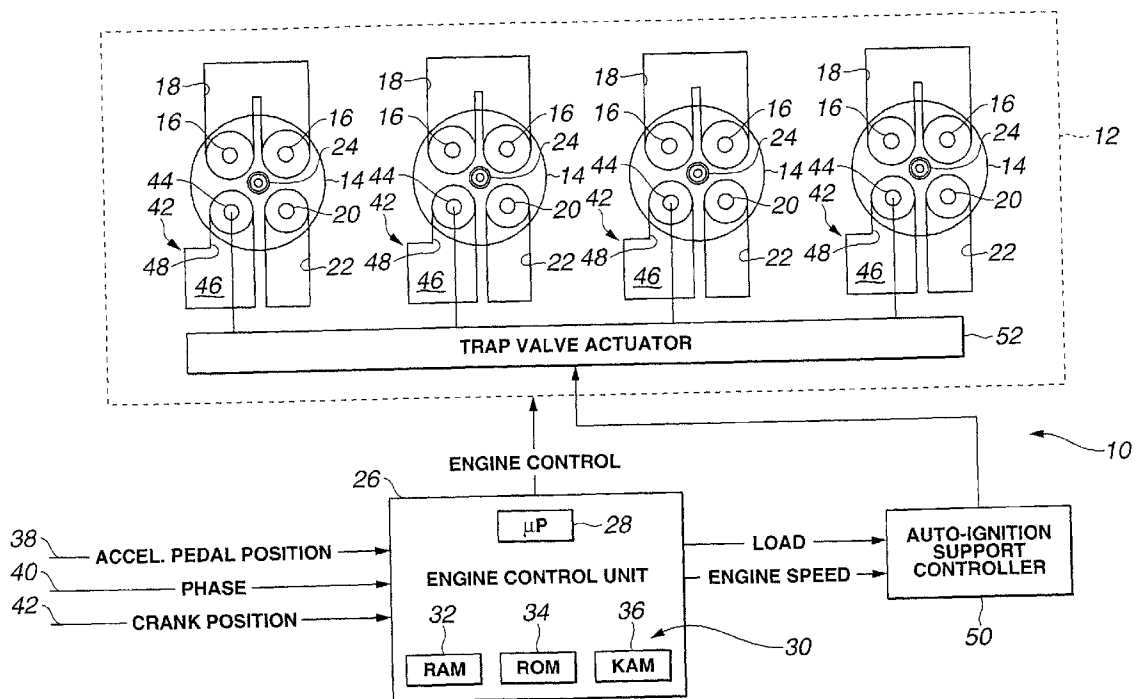 18 18 18 18
16 16 16 16 16 16 16 16
24 24 24 24
12
44 14 44 14 44 14 44 14
42 20 42 20 42 20 42 20
48 22 48 22 48 22 48 22
46 46 46 46
TRAP VALVE ACTUATOR
52
10
ENGINE CONTROL
26
µP
28
38
ACCEL. PEDAL POSITION
LOAD
AUTO-IGNITION
SUPPORT
CONTROLLER
40
PHASE
ENGINE CONTROL UNIT
ENGINE SPEED
42
CRANK POSITION
50
32
34
36
30
RAM
ROM
KAM